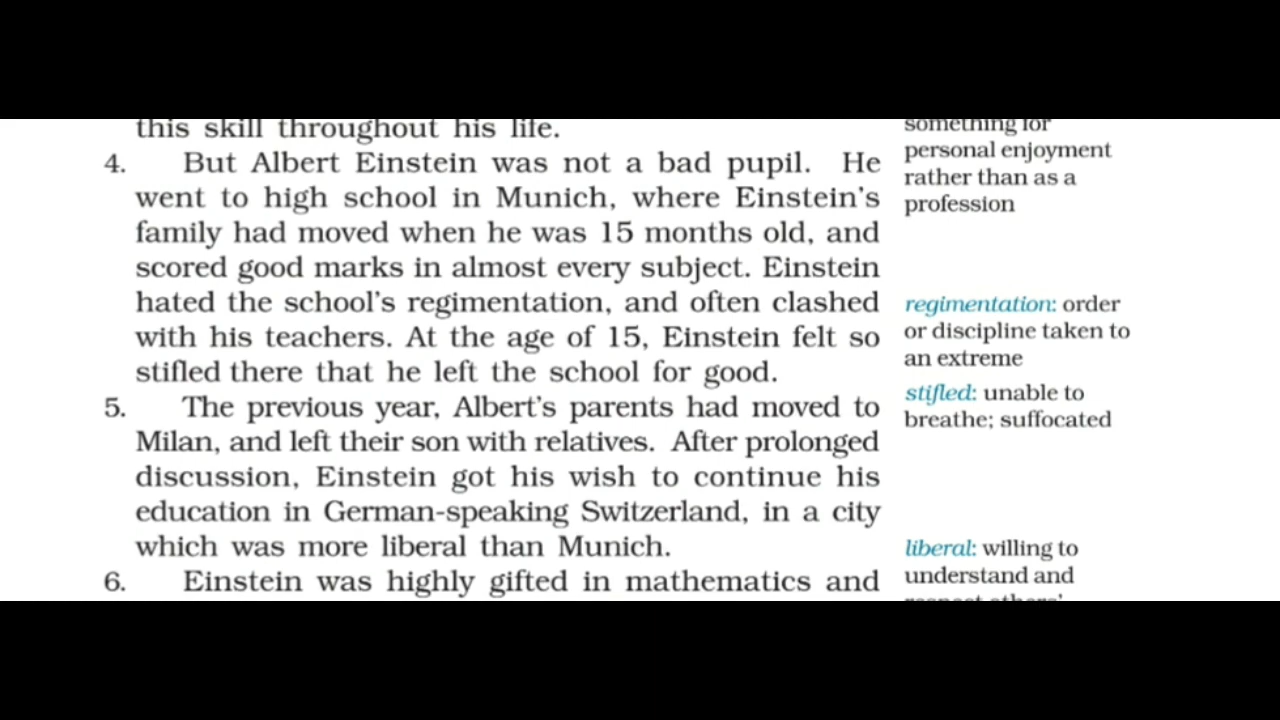 this skill throughout his life.
4. But Albert Einstein was not a bad pupil. He
went to high school in Munich, where Einstein's
family had moved when he was 15 months old, and
scored good marks in almost every subject. Einstein
hated the school's regimentation, and often clashed
with his teachers. At the age of 15, Einstein felt so
stifled there that he left the school for good.
5. The previous year, Albert's parents had moved to
Milan, and left their son with relatives. After prolonged
discussion, Einstein got his wish to continue his
education in German-speaking Switzerland, in a city
which was more liberal than Munich.
6. Einstein was highly gifted in mathematics and
something for
personal enjoyment
rather than as a
profession
regimentation: order
or discipline taken to
an extreme
stifled: unable to
breathe; suffocated
liberal: willing to
understand and
respect others'